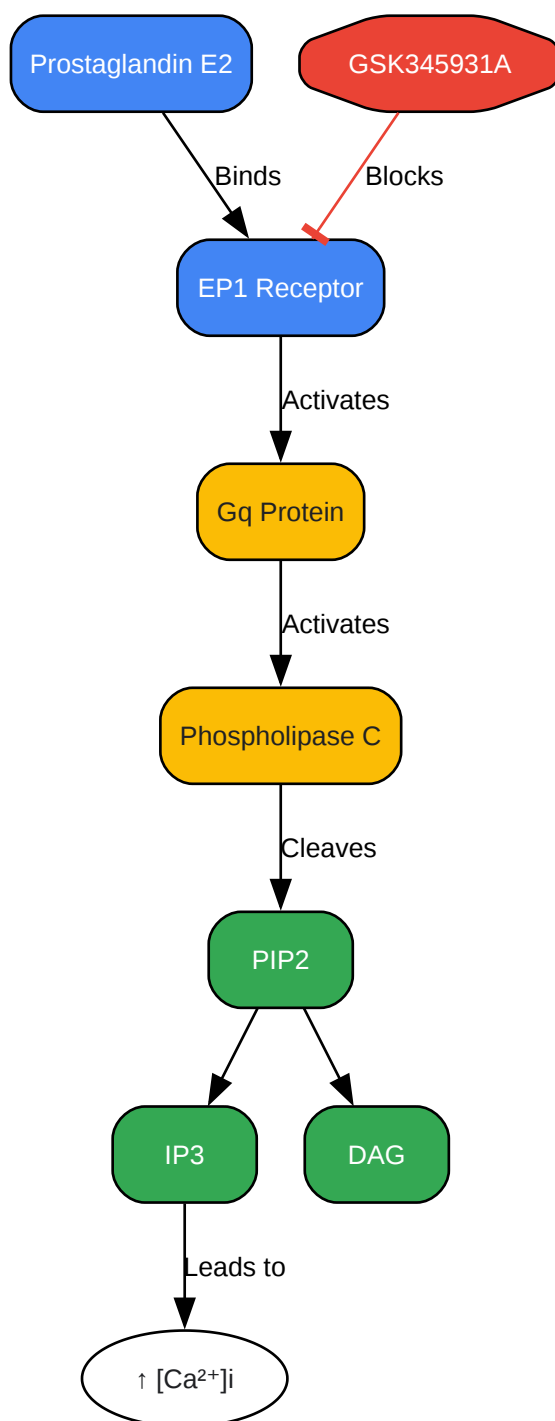 Prostaglandin E2
GSK345931A
Binds
Blocks
EP1 Receptor
Activates
Gq Protein
Activates
Phospholipase C
Cleaves
PIP2
IP3
DAG
Leads to
↑ [Ca²⁺]i